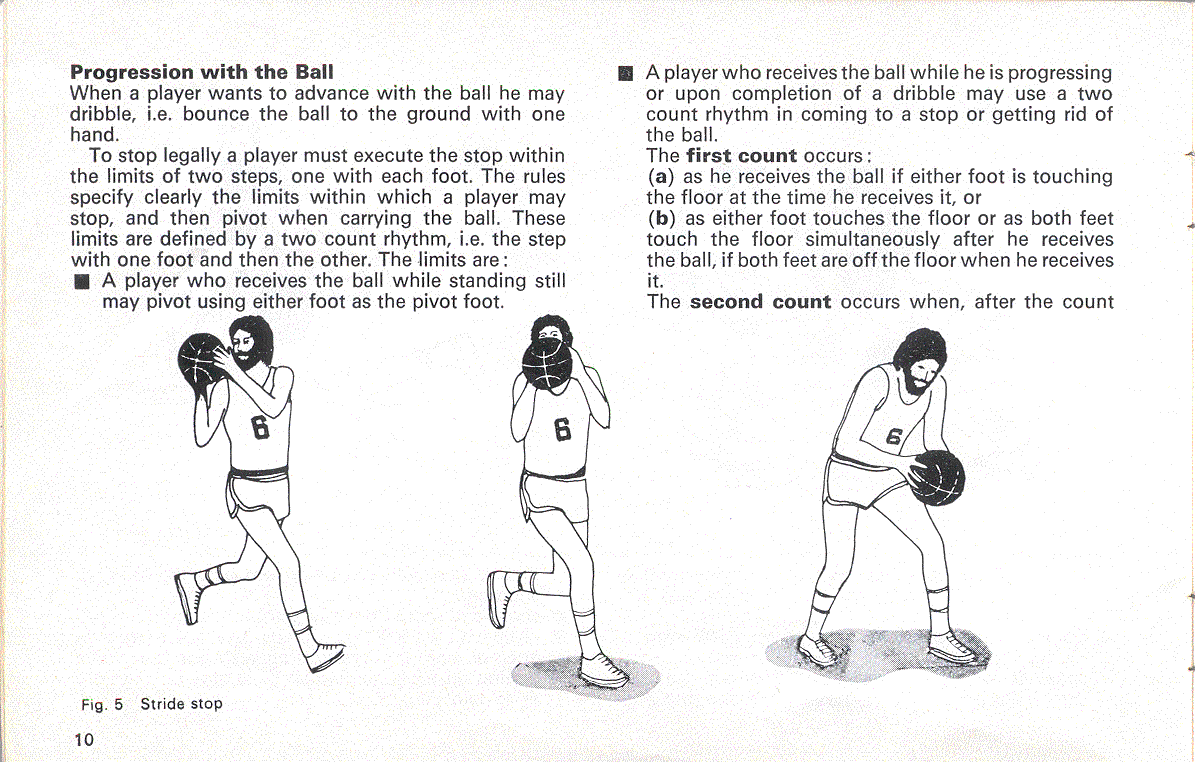 Progression with the Ball
When a player wants to advance with the ball he may
dribble, i.e. bounce the ball to the ground with one
hand.
To stop legally a player must execute the stop within
the limits of two steps, one with each foot. The rules
specify clearly the limits within which a player may
stop, and then pivot when carrying the ball. These
limits are defined by a two count rhythm, i.e. the step
with one foot and then the other. The limits are :
■ A player who receives the ball while standing still
may pivot using either foot as the pivot foot.
■ A player who receives the ball while he is progressing
or upon completion of a dribble may use a two
count rhythm in coming to a stop or getting rid of
the ball.
The first count occurs :
(a) as he receives the ball if either foot is touching
the floor at the time he receives it, or
(b) as either foot touches the floor or as both feet
touch the floor simultaneously after he receives
the ball, if both feet are off the floor when he receives
it.
The second count occurs when, after the count
6
6
6
Fig. 5 Stride stop
10